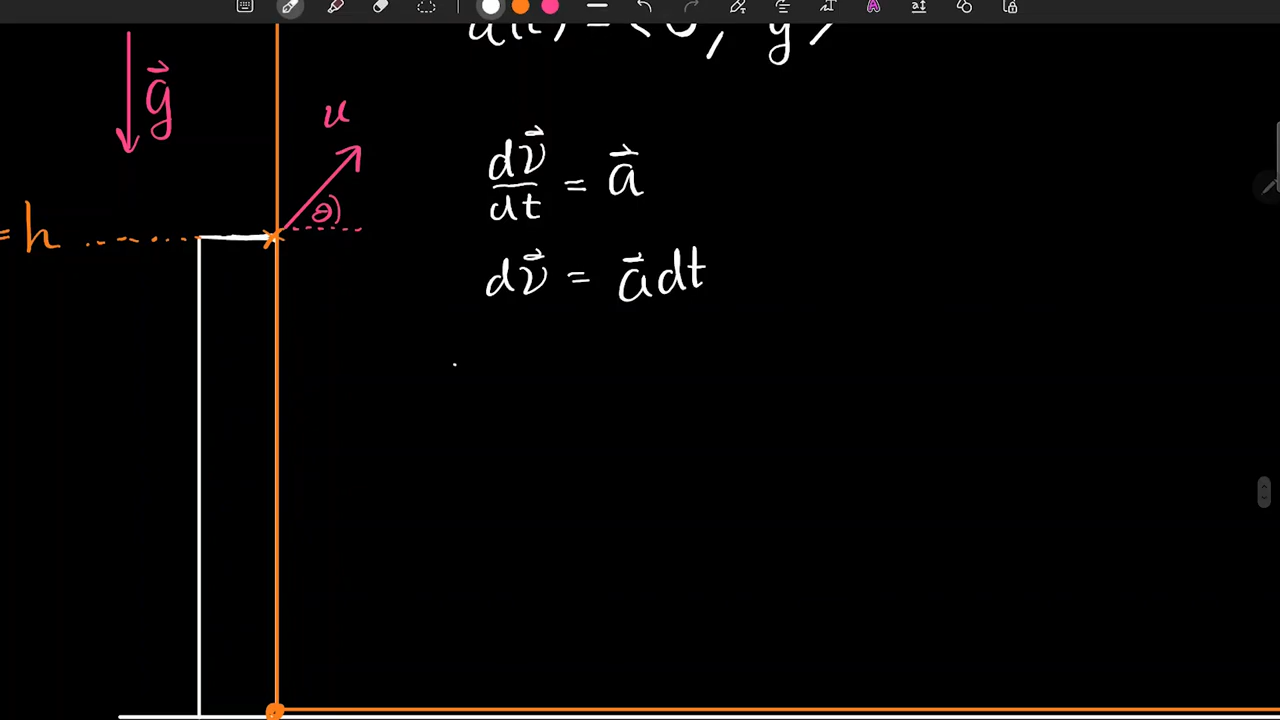 g⃗
u
θ
= h
dv⃗/dt = a⃗
dv⃗ = a⃗dt